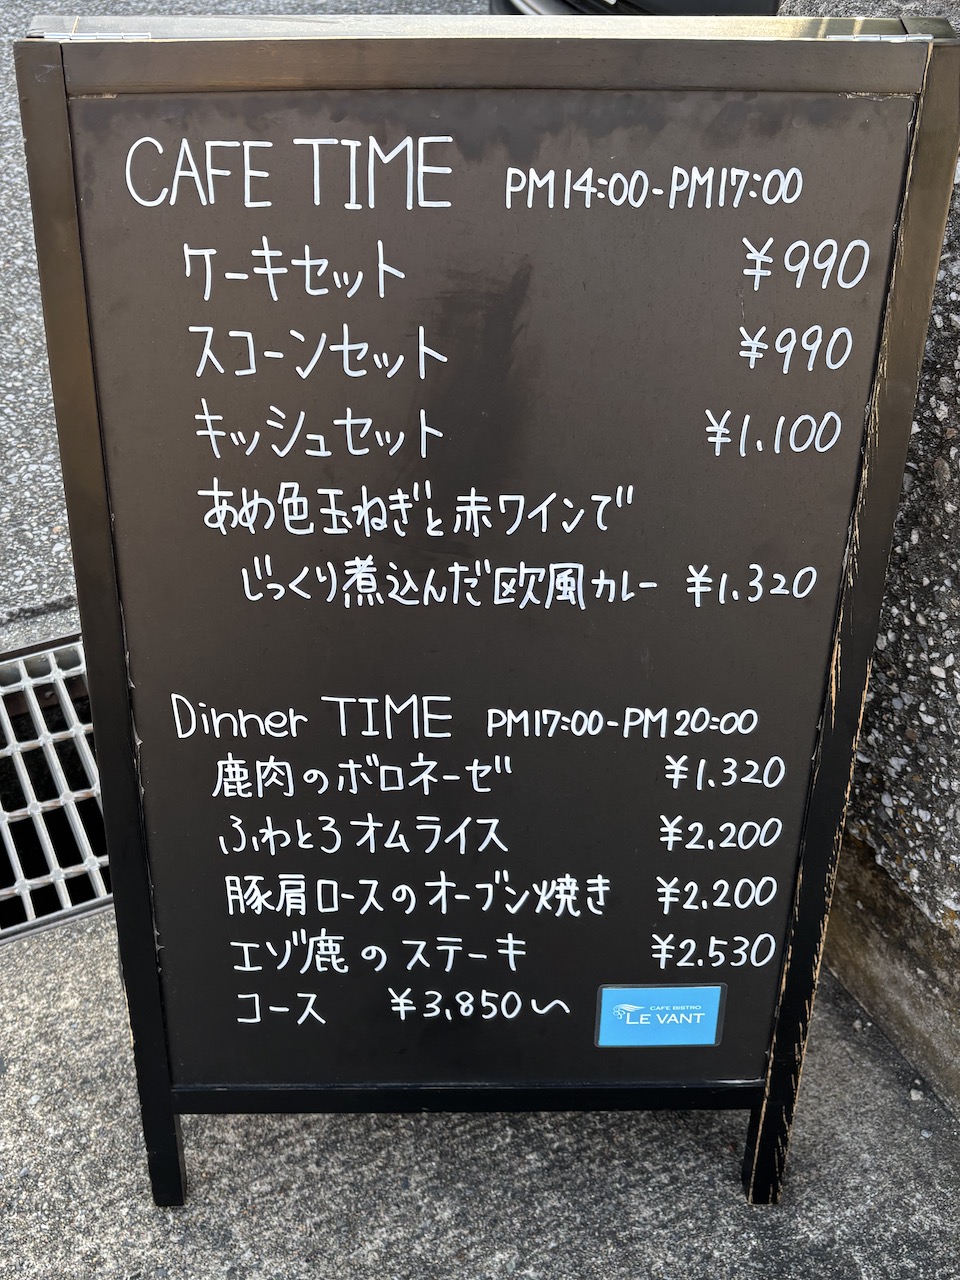 CAFE TIME PM14:00-PM17:00
ケーキセット ¥990
スコーンセット ¥990
キッシュセット ¥1.100
あめ色玉ねぎと赤ワインで
じっくり煮込んだ欧風カレー ¥1.320
Dinner TIME PM17:00-PM20:00
鹿肉のボロネーゼ ¥1.320
ふわとろオムライス ¥2.200
豚肩ロースのオーブン焼き ¥2.200
エゾ鹿のステーキ ¥2.530
コース ¥3.850〜
CAFE BISTRO
LE VANT